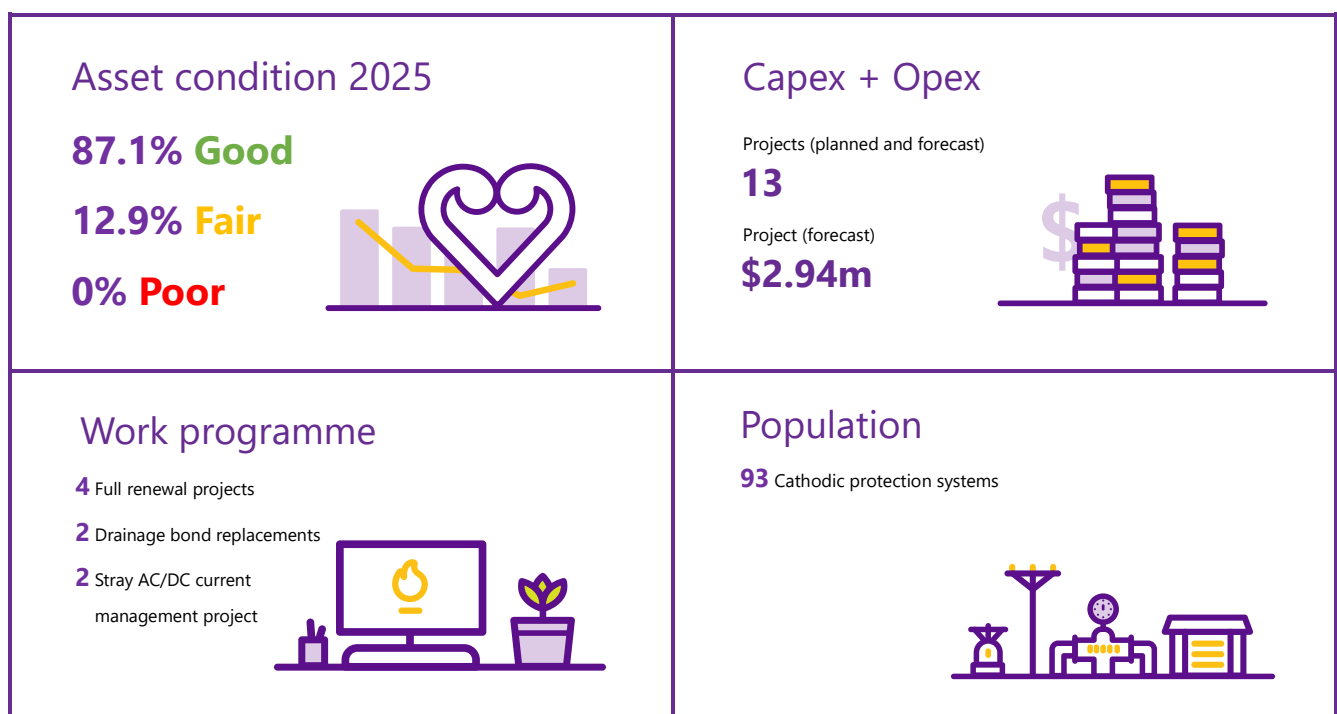 Asset condition 2025
87.1% Good
12.9% Fair
0% Poor
Capex + Opex
Projects (planned and forecast)
13
Project (forecast)
$2.94m
$
Work programme
4 Full renewal projects
2 Drainage bond replacements
2 Stray AC/DC current
management project
Population
93 Cathodic protection systems